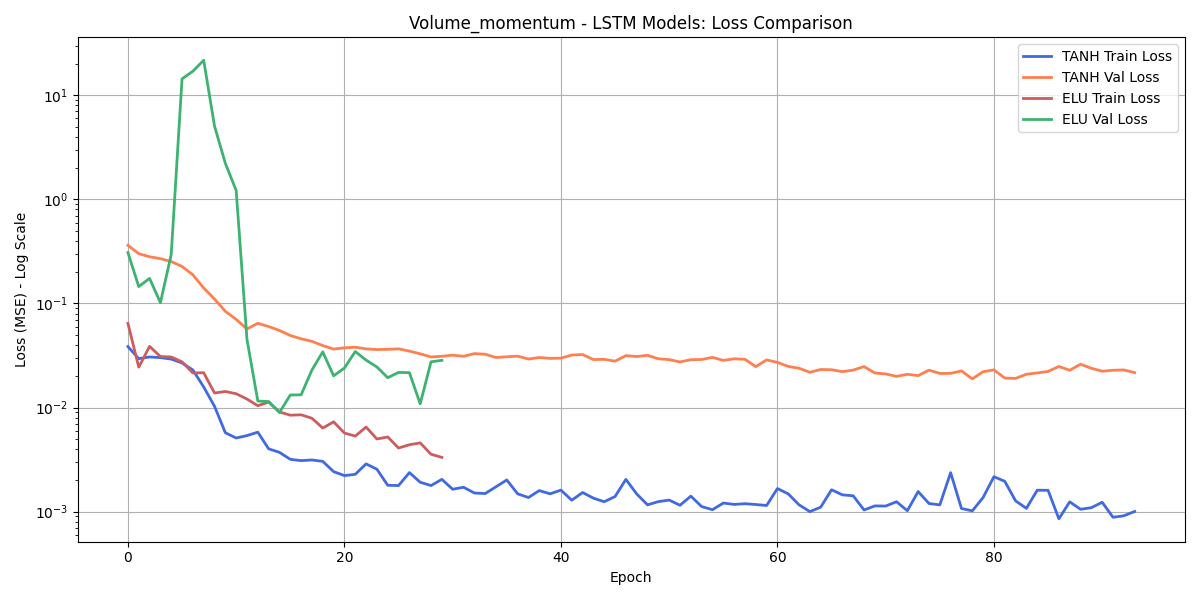 Volume_momentum - LSTM Models: Loss Comparison
TANH Train Loss
TANH Val Loss
ELU Train Loss
ELU Val Loss
Loss (MSE) - Log Scale
10¹
10⁰
10⁻¹
10⁻²
10⁻³
0 20 40 60 80
Epoch